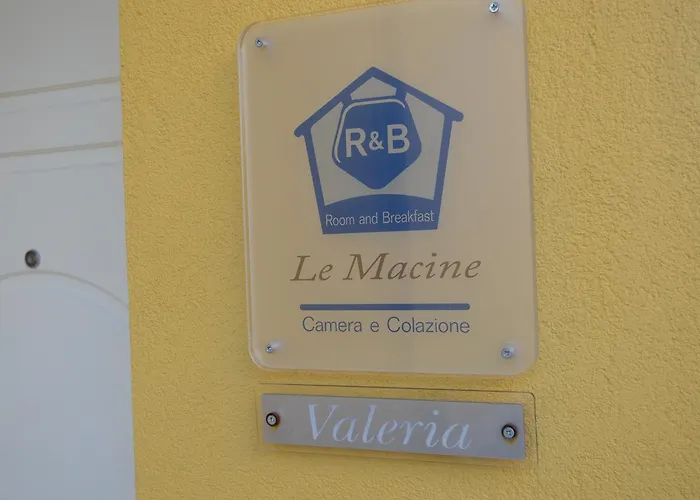 R&B
Room and Breakfast
Le Macine
Camera e Colazione
Valeria